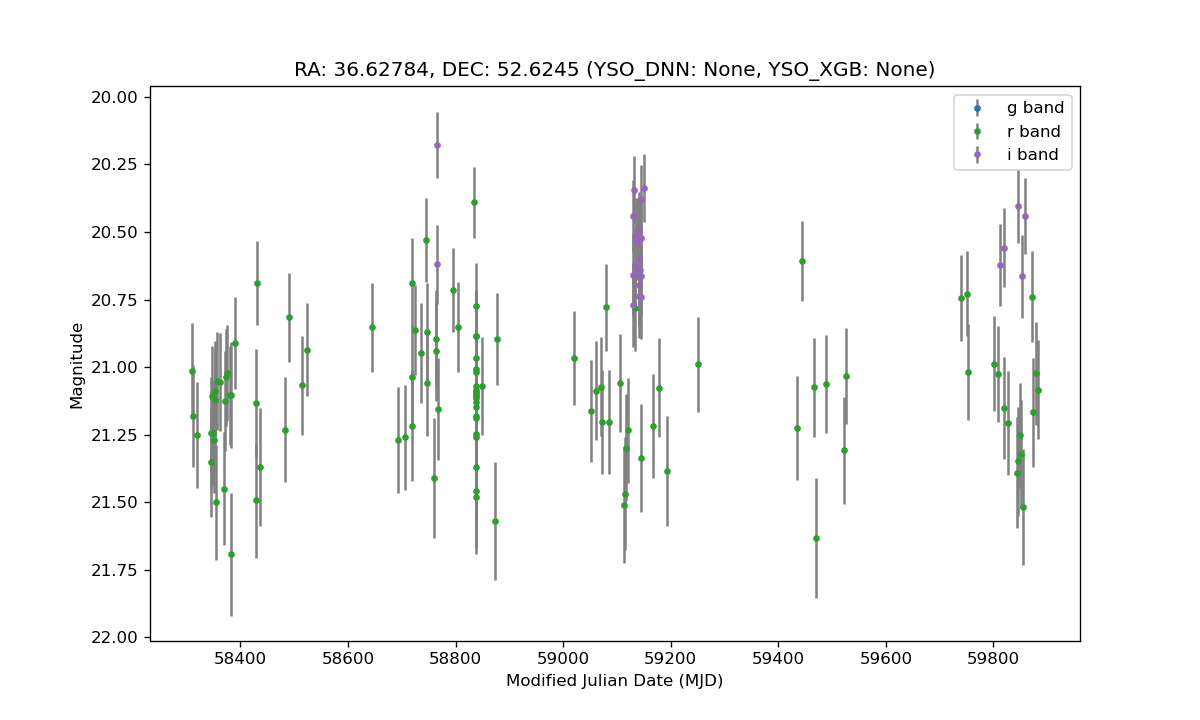 RA: 36.62784, DEC: 52.6245 (YSO_DNN: None, YSO_XGB: None)
g band
r band
i band
20.00
20.25
20.50
20.75
21.00
21.25
21.50
21.75
22.00
Magnitude
58400 58600 58800 59000 59200 59400 59600 59800
Modified Julian Date (MJD)